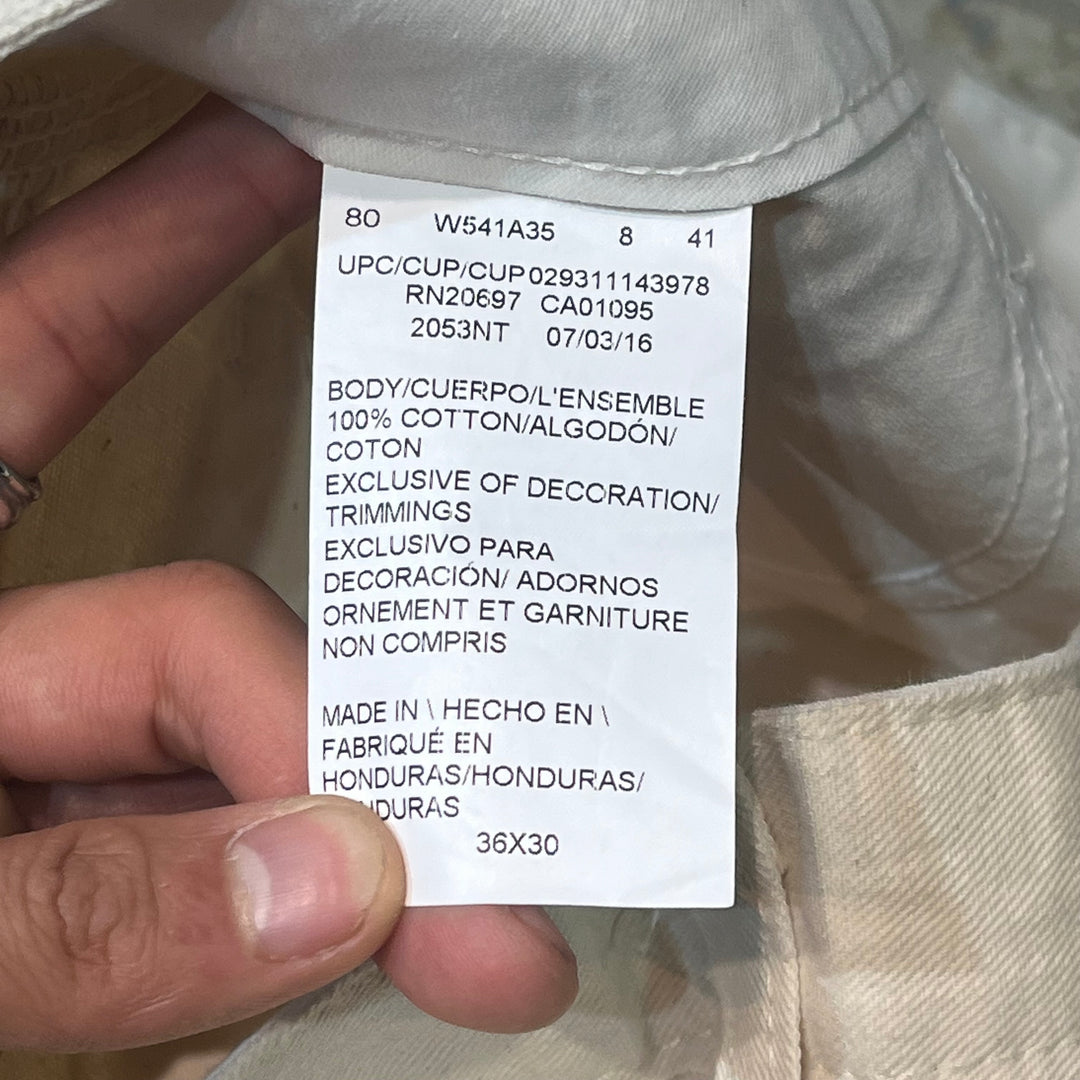 80 W541A35 8 41
UPC/CUP/CUP 029311143978
RN20697 CA01095
2053NT 07/03/16
BODY/CUERPO/L'ENSEMBLE
100% COTTON/ALGODÓN/
COTON
EXCLUSIVE OF DECORATION/
TRIMMINGS
EXCLUSIVO PARA
DECORACIÓN/ ADORNOS
ORNEMENT ET GARNITURE
NON COMPRIS
MADE IN \ HECHO EN \
FABRIQUÉ EN
HONDURAS/HONDURAS/
36X30